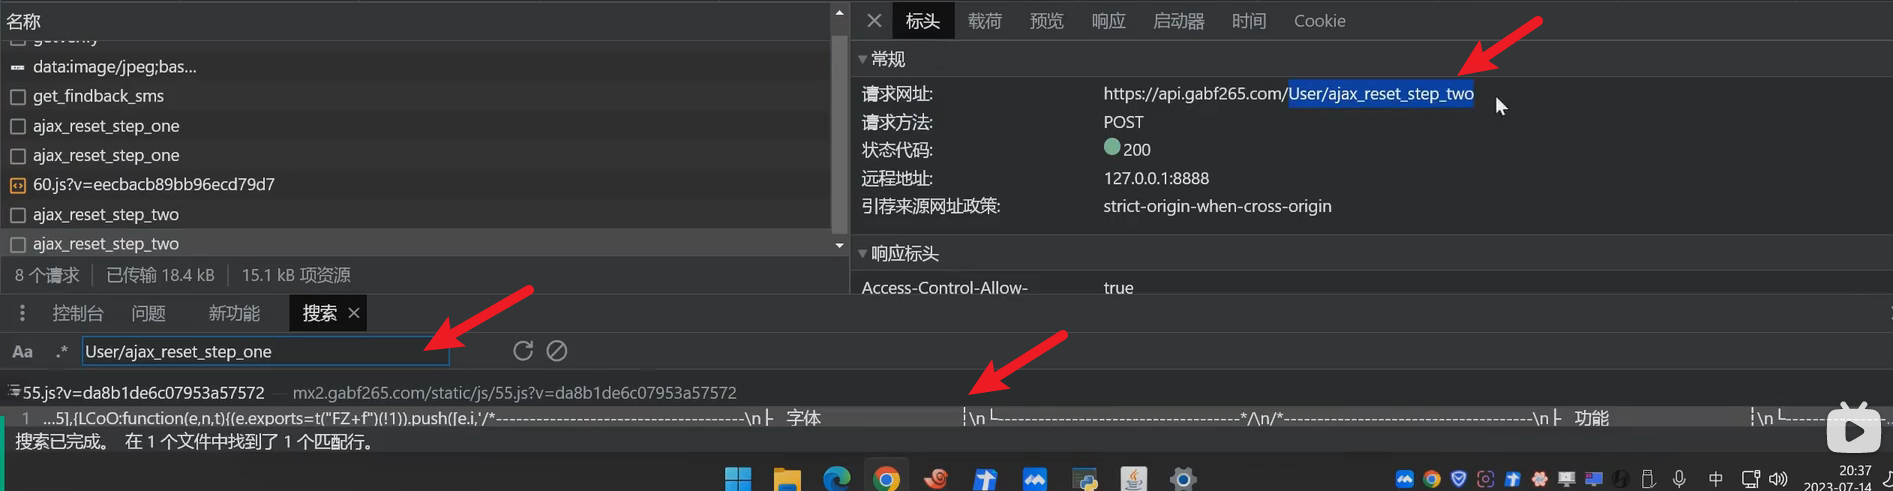 名称
getverify
data:image/jpeg;bas...
get_findback_sms
ajax_reset_step_one
ajax_reset_step_one
60.js?v=eecbacb89bb96ecd79d7
ajax_reset_step_two
ajax_reset_step_two
8 个请求 已传输 18.4 kB 15.1 kB 项资源
标头 载荷 预览 响应 启动器 时间 Cookie
常规
请求网址: https://api.gabf265.com/User/ajax_reset_step_two
请求方法: POST
状态代码: 200
远程地址: 127.0.0.1:8888
引荐来源网址政策: strict-origin-when-cross-origin
响应标头
Access-Control-Allow- true
控制台 问题 新功能 搜索
Aa .* User/ajax_reset_step_one
55.js?v=da8b1de6c07953a57572 — mx2.gabf265.com/static/js/55.js?v=da8b1de6c07953a57572
1 ...5],{LCoO:function(e,n,t){(e.exports=t("FZ+f")(!1)).push([e.i,'/*-----------------------------------\n├ 字体 ┆\n└-----------------------------------*/\n/*-----------------------------------\n├ 功能 ┆\n└------...
搜索已完成。 在 1 个文件中找到了 1 个匹配行。
中
20:37
2023-07-14